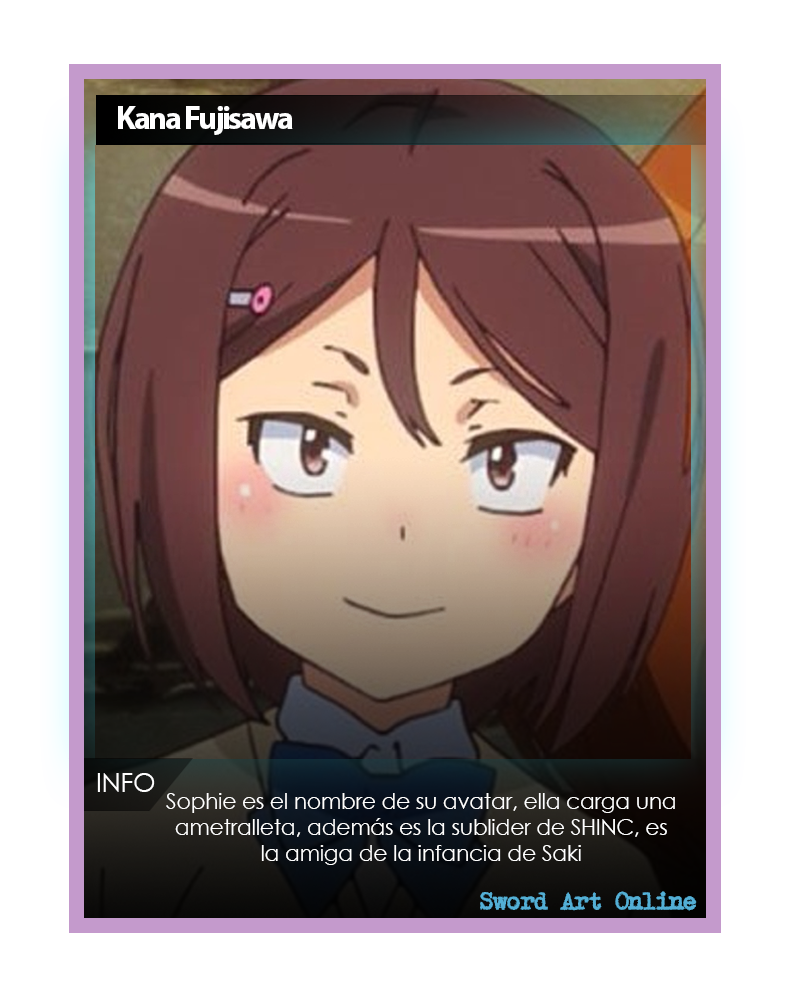 Kana Fujisawa
INFO
Sophie es el nombre de su avatar, ella carga una
ametralleta, además es la sublider de SHINC, es
la amiga de la infancia de Saki
Sword Art Online